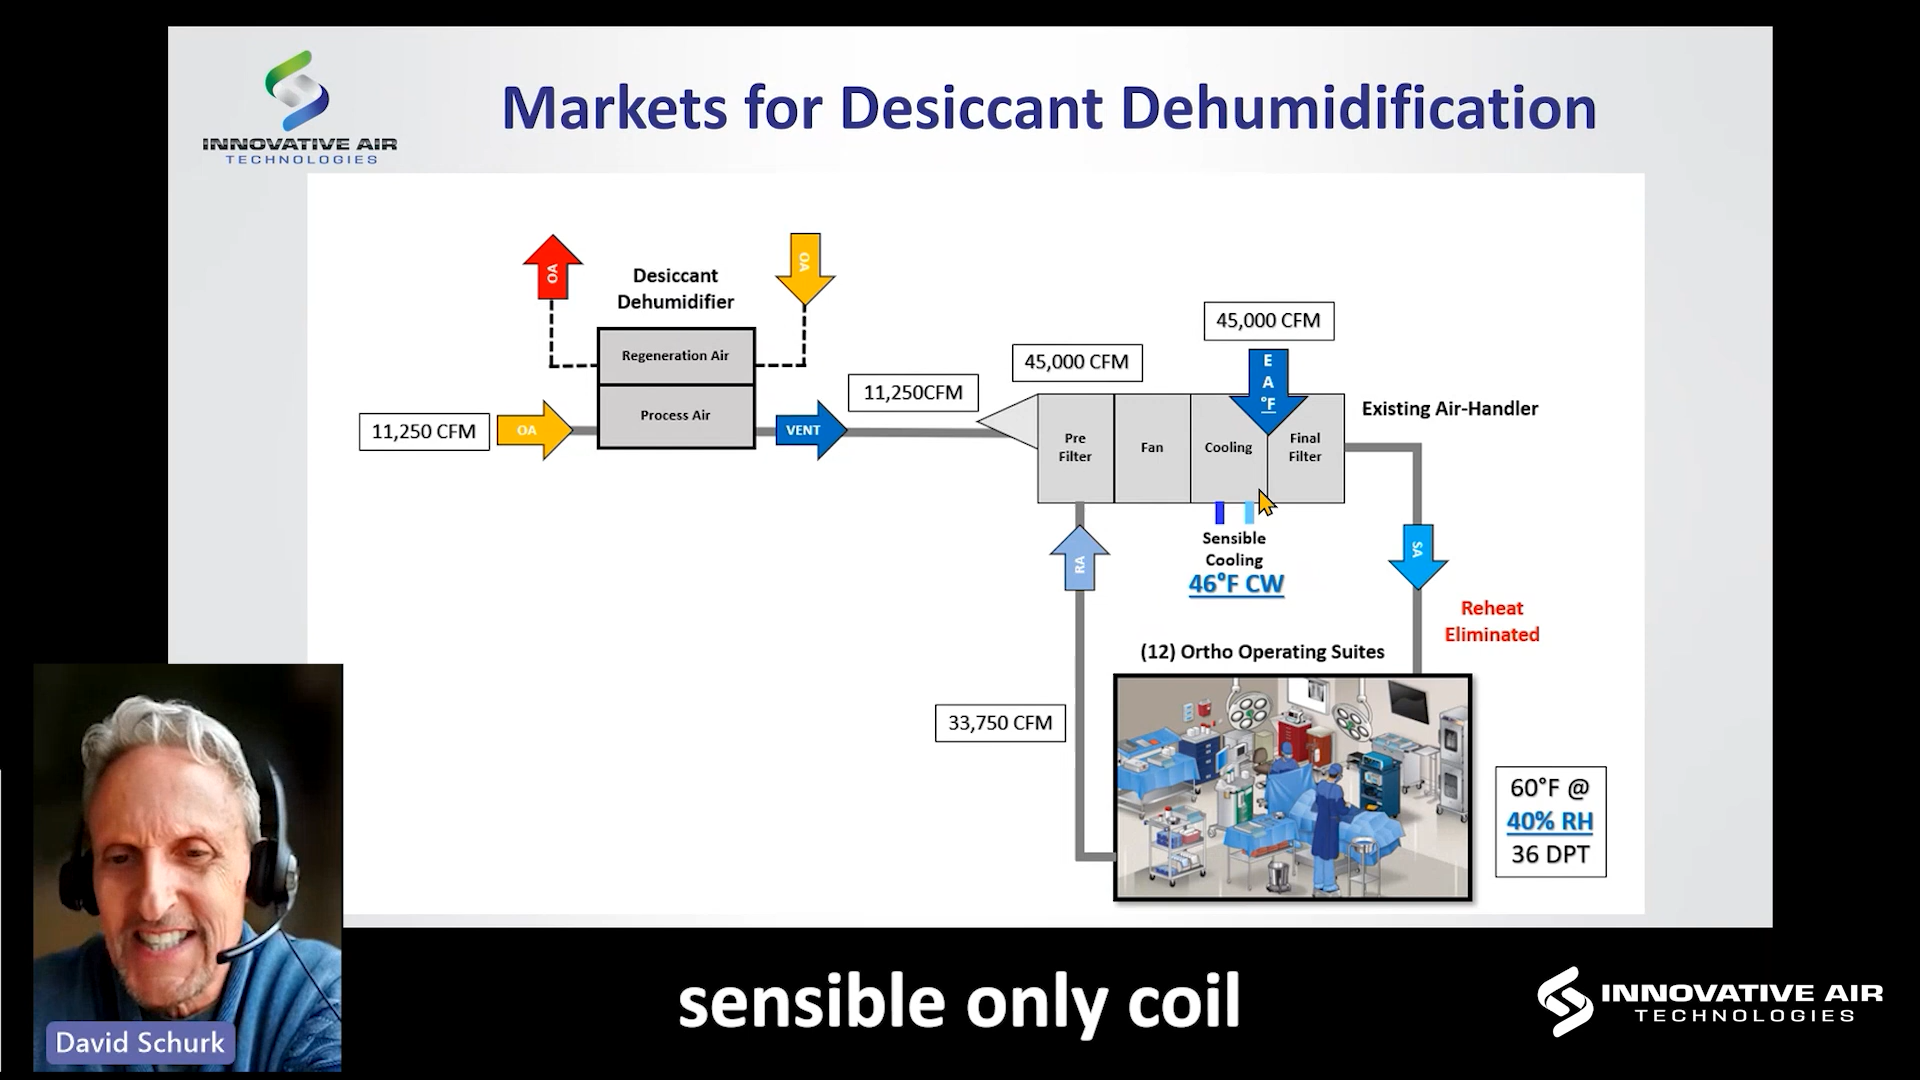 INNOVATIVE AIR
TECHNOLOGIES
Markets for Desiccant Dehumidification
OA
OA
Desiccant
Dehumidifier
Regeneration Air
Process Air
11,250 CFM
OA
VENT
11,250CFM
45,000 CFM
45,000 CFM
E
A
°F
Existing Air-Handler
Pre
Filter
Fan
Cooling
Final
Filter
Sensible
Cooling
46°F CW
RA
SA
Reheat
Eliminated
(12) Ortho Operating Suites
33,750 CFM
60°F @
40% RH
36 DPT
David Schurk
sensible only coil
INNOVATIVE AIR
TECHNOLOGIES